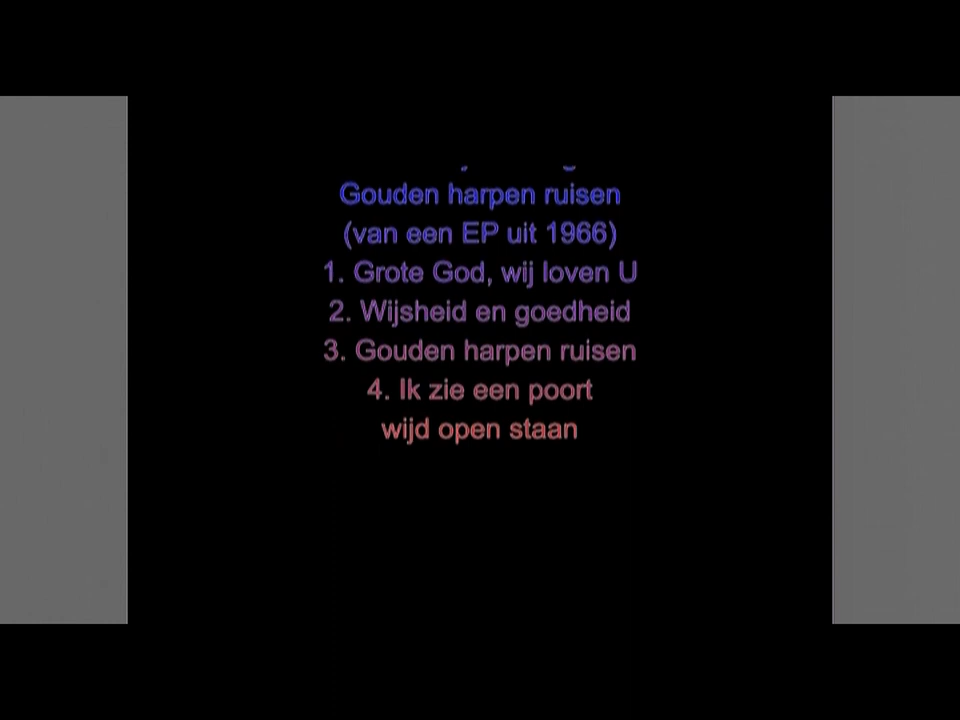 Gouden harpen ruisen
(van een EP uit 1966)
1. Grote God, wij loven U
2. Wijsheid en goedheid
3. Gouden harpen ruisen
4. Ik zie een poort
wijd open staan